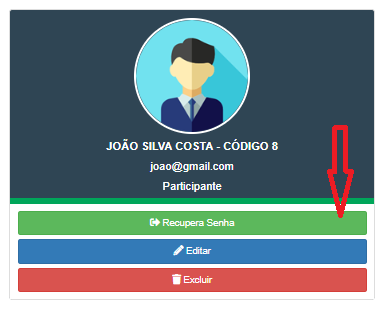 JOÃO SILVA COSTA - CÓDIGO 8
joao@gmail.com
Participante
Recupera Senha
Editar
Excluir